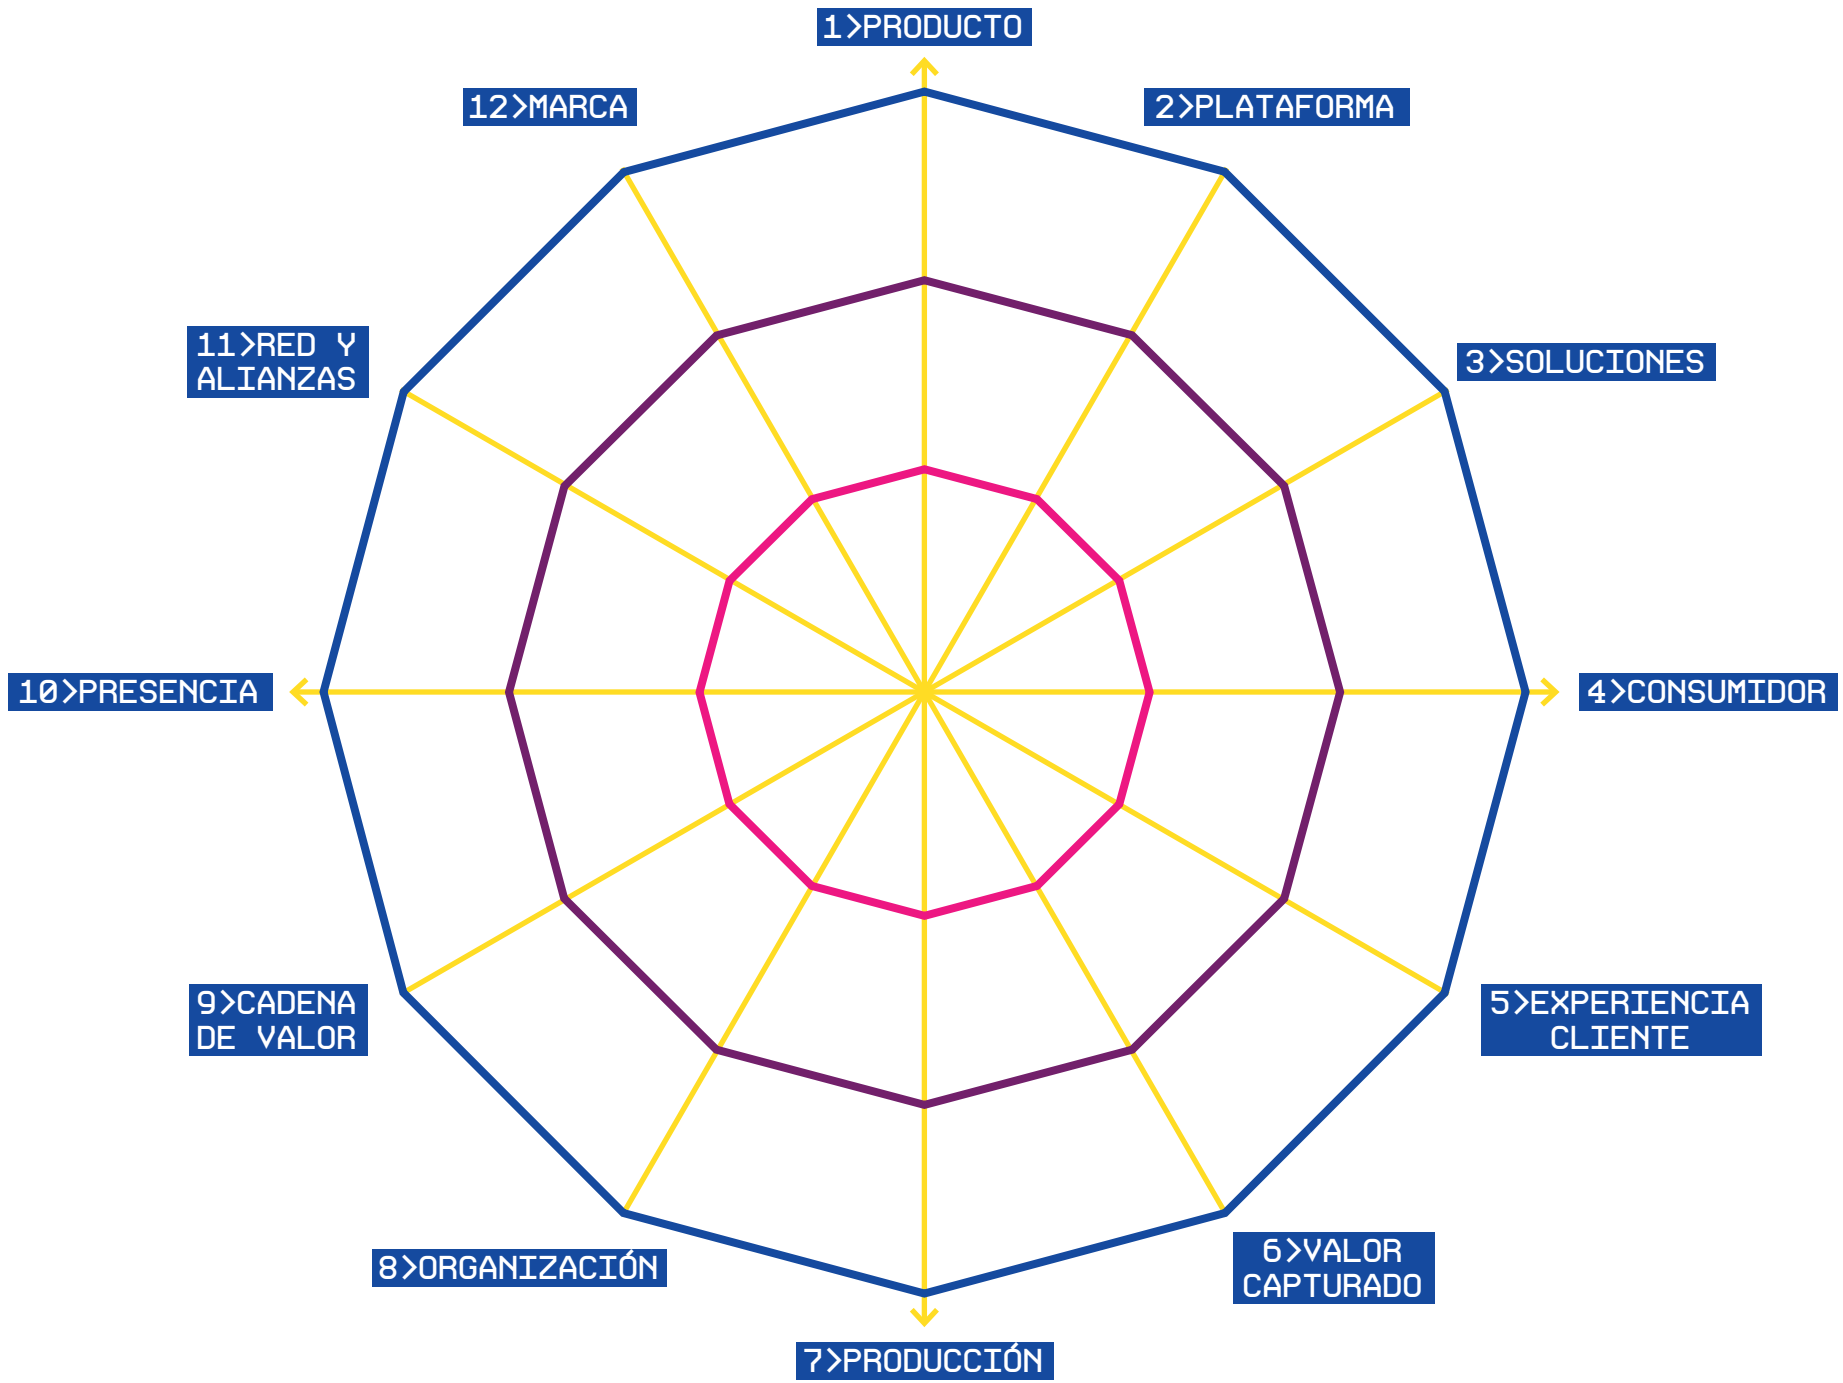 1>PRODUCTO
2>PLATAFORMA
3>SOLUCIONES
4>CONSUMIDOR
5>EXPERIENCIA
CLIENTE
6>VALOR
CAPTURADO
7>PRODUCCIÓN
8>ORGANIZACIÓN
9>CADENA
DE VALOR
10>PRESENCIA
11>RED Y
ALIANZAS
12>MARCA